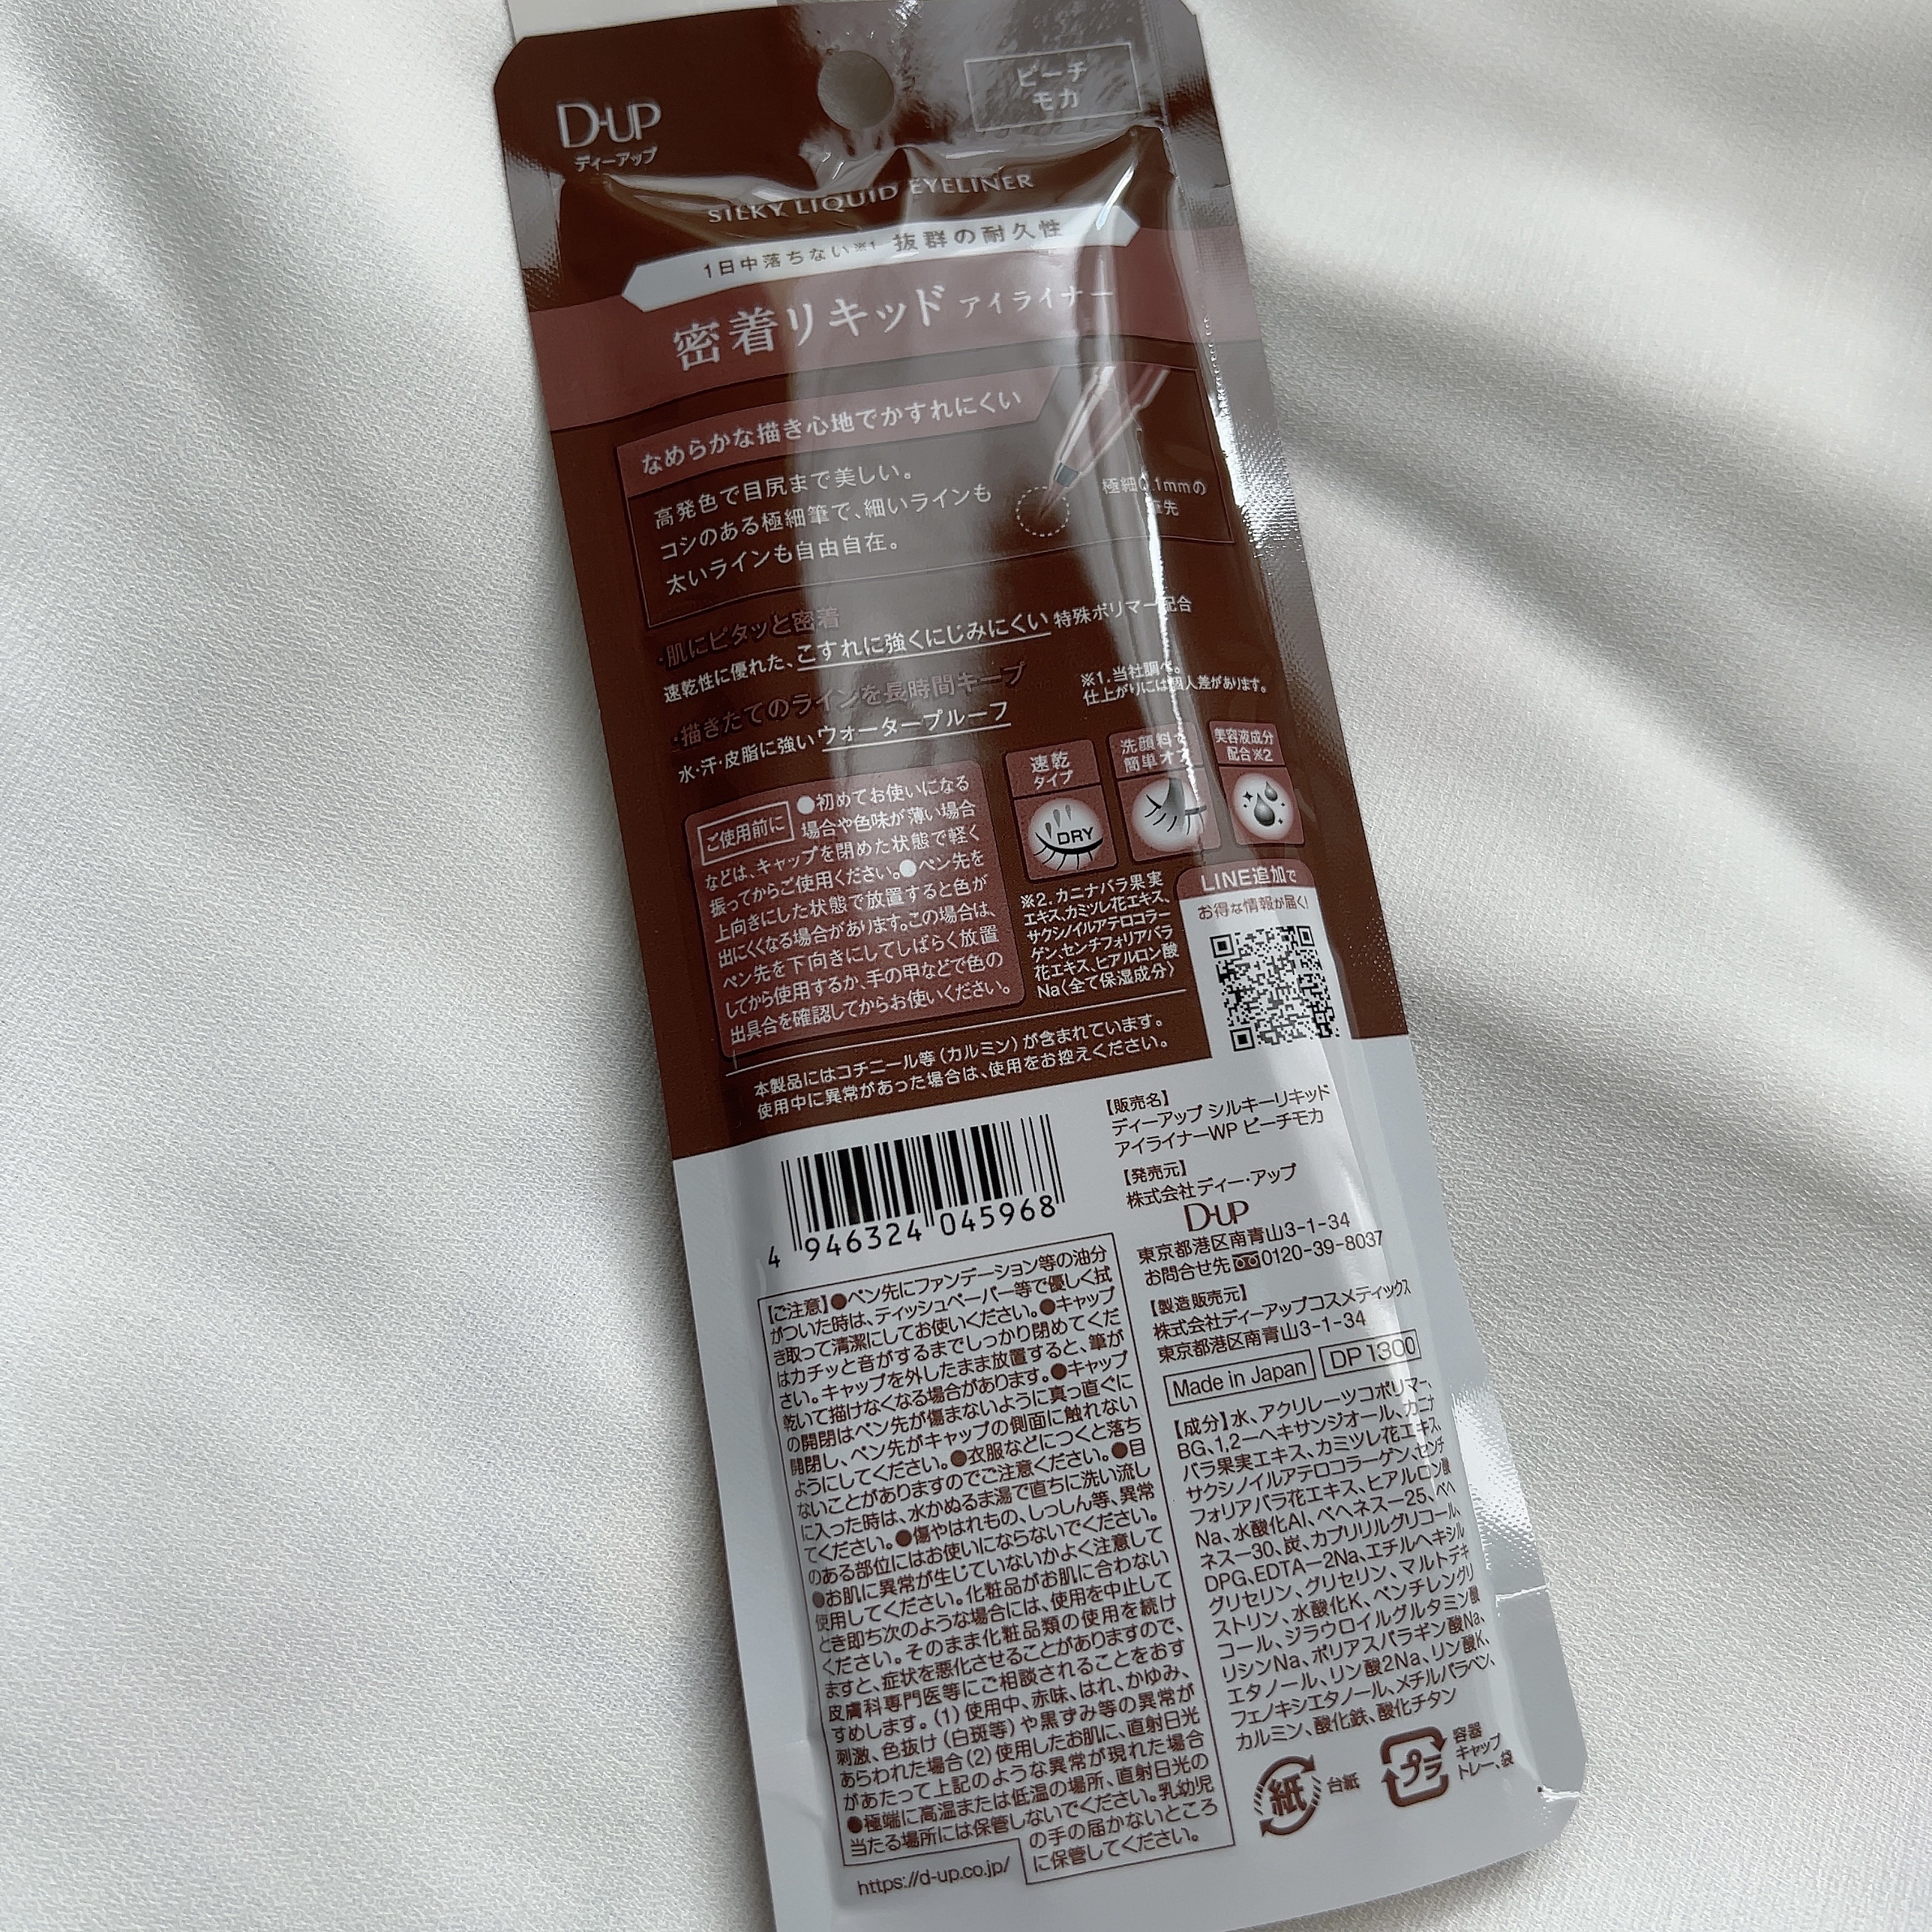 D-UP
ディーアップ
ピーチ
モカ
SILKY LIQUID EYELINER
1日中落ちない※1 抜群の耐久性
密着リキッド アイライナー
なめらかな描き心地でかすれにくい
高発色で目尻まで美しい。
コシのある極細筆で、細いラインも
太いラインも自由自在。
極細0.1mmの
筆先
・肌にピタッと密着
速乾性に優れた、こすれに強くにじみにくい特殊ポリマー配合
・描きたてのラインを長時間キープ
水・汗・皮脂に強いウォータープルーフ
※1.当社調べ。
仕上がりには個人差があります。
速乾
タイプ
DRY
洗顔料で
簡単オフ
美容液成分
配合※2
ご使用前に
●初めてお使いになる
場合や色味が薄い場合
などは、キャップを閉めた状態で軽く
振ってからご使用ください。●ペン先を
上向きにした状態で放置すると色が
出にくくなる場合があります。この場合は、
ペン先を下向きにしてしばらく放置
してから使用するか、手の甲などで色の
出具合を確認してからお使いください。
※2.カニナバラ果実
エキス、カミツレ花エキス、
サクシノイルアテロコラー
ゲン、センチフォリアバラ
花エキス、ヒアルロン酸
Na〈全て保湿成分〉
LINE追加で
お得な情報が届く!
本製品にはコチニール等（カルミン）が含まれています。
使用中に異常があった場合は、使用をお控えください。
4 946324 045968
【販売名】
ディーアップ シルキーリキッド
アイライナーWP ピーチモカ
【発売元】
株式会社ディー・アップ
D-UP
東京都港区南青山3-1-34
お問合せ先 0120-39-8037
【製造販売元】
株式会社ディーアップコスメティックス
東京都港区南青山3-1-34
Made in Japan
DP 1300
【ご注意】●ペン先にファンデーション等の油分
がついた時は、ティッシュペーパー等で優しく拭
き取って清潔にしてお使いください。●キャップ
はカチッと音がするまでしっかり閉めてくだ
さい。キャップを外したまま放置すると、筆が
乾いて描けなくなる場合があります。●キャップ
の開閉はペン先が傷まないように真っ直ぐに
開閉し、ペン先がキャップの側面に触れない
ようにしてください。●衣服などにつくと落ち
ないことがありますのでご注意ください。●目
に入った時は、水かぬるま湯で直ちに洗い流し
てください。●傷やはれもの、しっしん等、異常
のある部位にはお使いにならないでください。
●お肌に異常が生じていないかよく注意して
使用してください。化粧品がお肌に合わない
とき即ち次のような場合には、使用を中止して
ください。そのまま化粧品類の使用を続け
ますと、症状を悪化させることがありますので、
皮膚科専門医等にご相談されることをおす
すめします。(1)使用中、赤味、はれ、かゆみ、
刺激、色抜け（白斑等）や黒ずみ等の異常が
あらわれた場合(2)使用したお肌に、直射日光
があたって上記のような異常が現れた場合
●極端に高温または低温の場所、直射日光の
当たる場所には保管しないでください。乳幼児
の手の届かないところ
に保管してください。
https://d-up.co.jp/
【成分】水、アクリレーツコポリマー、
BG、1,2-ヘキサンジオール、カニナ
バラ果実エキス、カミツレ花エキス、
サクシノイルアテロコラーゲン、センチ
フォリアバラ花エキス、ヒアルロン酸
Na、水酸化Al、ベヘネス-25、ベヘ
ネス-30、炭、カプリリルグリコール、
DPG、EDTA-2Na、エチルヘキシル
グリセリン、グリセリン、マルトデキ
ストリン、水酸化K、ペンチレングリ
コール、ジラウロイルグルタミン酸
リシンNa、ポリアスパラギン酸Na、
エタノール、リン酸2Na、リン酸K、
フェノキシエタノール、メチルパラベン、
カルミン、酸化鉄、酸化チタン
紙
台紙
プラ
容器
キャップ
トレー、袋